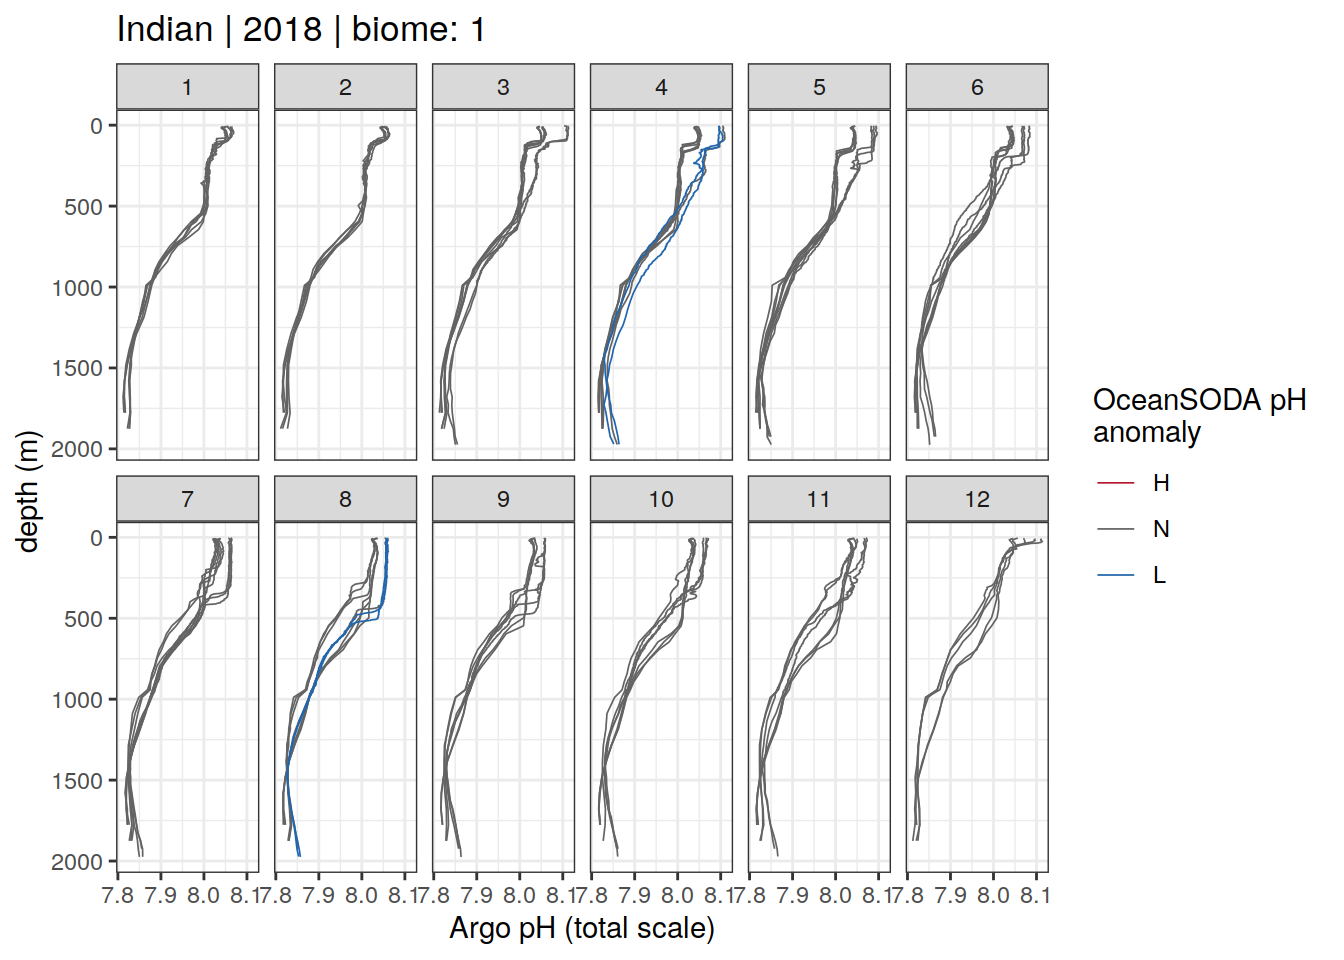 Indian | 2018 | biome: 1
1 2 3 4 5 6
0
500
1000
1500
2000
7 8 9 10 11 12
0
500
1000
1500
2000
7.8 7.9 8.0 8.1 7.8 7.9 8.0 8.1 7.8 7.9 8.0 8.1 7.8 7.9 8.0 8.1 7.8 7.9 8.0 8.1 7.8 7.9 8.0 8.1
Argo pH (total scale)
depth (m)
OceanSODA pH
anomaly
H
N
L